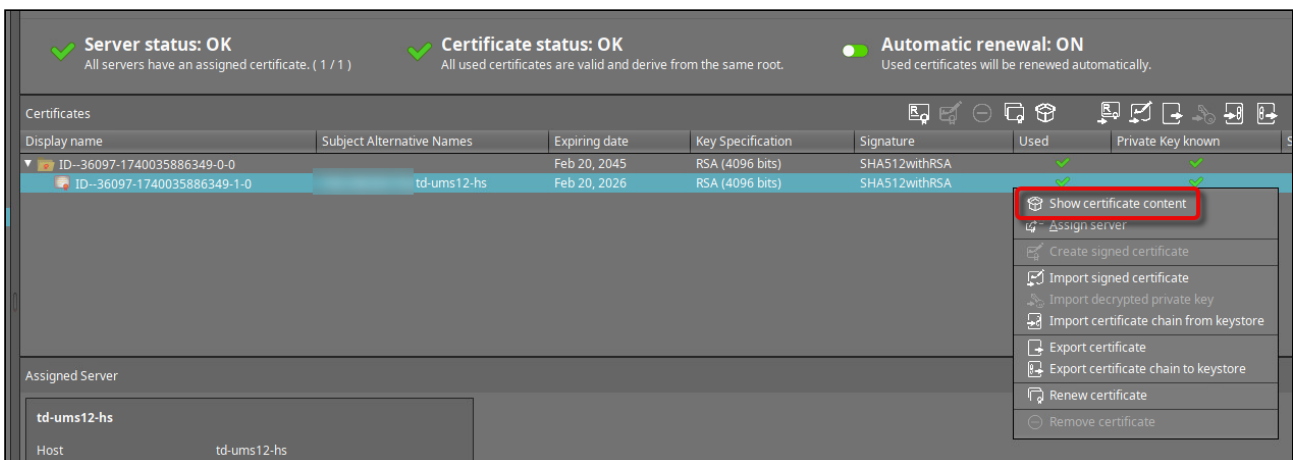 Server status: OK
All servers have an assigned certificate. ( 1 / 1 )
Certificate status: OK
All used certificates are valid and derive from the same root.
Automatic renewal: ON
Used certificates will be renewed automatically.
Certificates
Display name Subject Alternative Names Expiring date Key Specification Signature Used Private Key known S
ID--36097-1740035886349-0-0 Feb 20, 2045 RSA (4096 bits) SHA512withRSA
ID--36097-1740035886349-1-0 td-ums12-hs Feb 20, 2026 RSA (4096 bits) SHA512withRSA
Show certificate content
Assign server
Create signed certificate
Import signed certificate
Import decrypted private key
Import certificate chain from keystore
Export certificate
Export certificate chain to keystore
Renew certificate
Remove certificate
Assigned Server
td-ums12-hs
Host td-ums12-hs